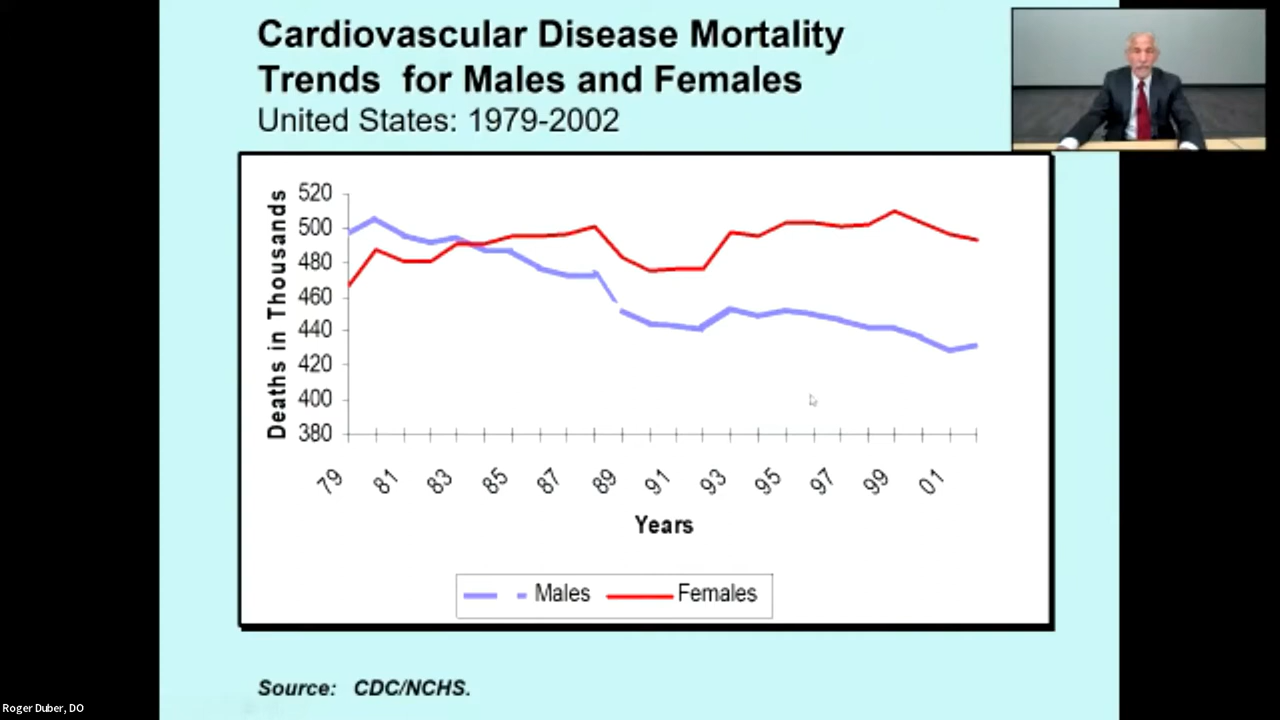 Cardiovascular Disease Mortality
Trends for Males and Females
United States: 1979-2002
Deaths in Thousands
520
500
480
460
440
420
400
380
79
81
83
85
87
89
91
93
95
97
99
01
Years
Males
Females
Source: CDC/NCHS.
Roger Duber, DO